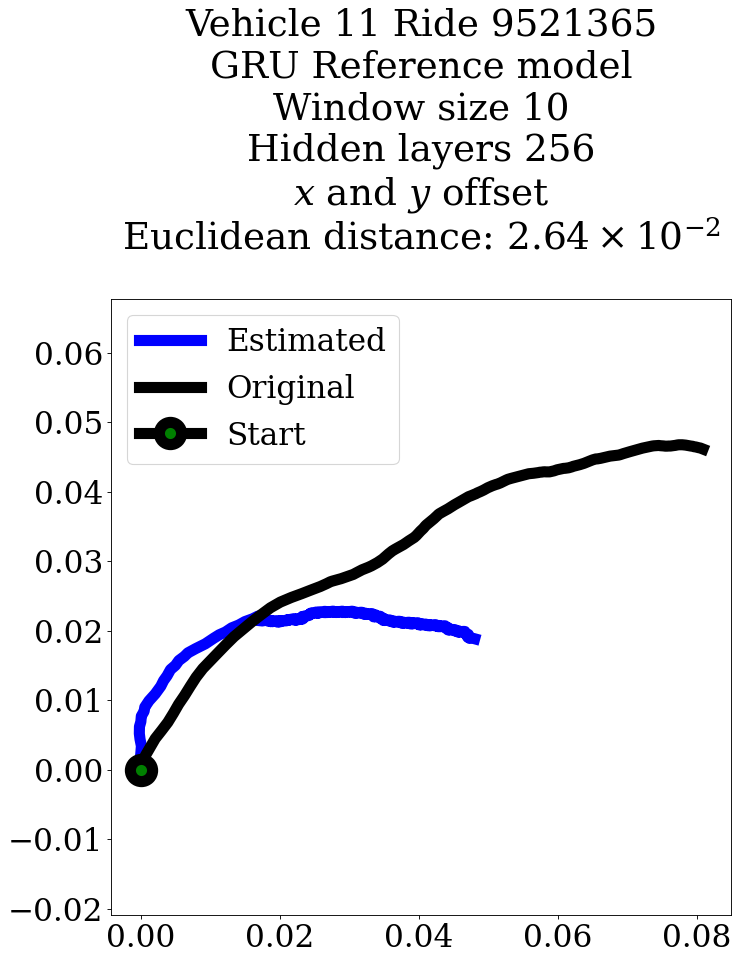 Vehicle 11 Ride 9521365
GRU Reference model
Window size 10
Hidden layers 256
x and y offset
Euclidean distance: 2.64 × 10⁻²
Estimated
Original
Start
0.06
0.05
0.04
0.03
0.02
0.01
0.00
−0.01
−0.02
0.00 0.02 0.04 0.06 0.08